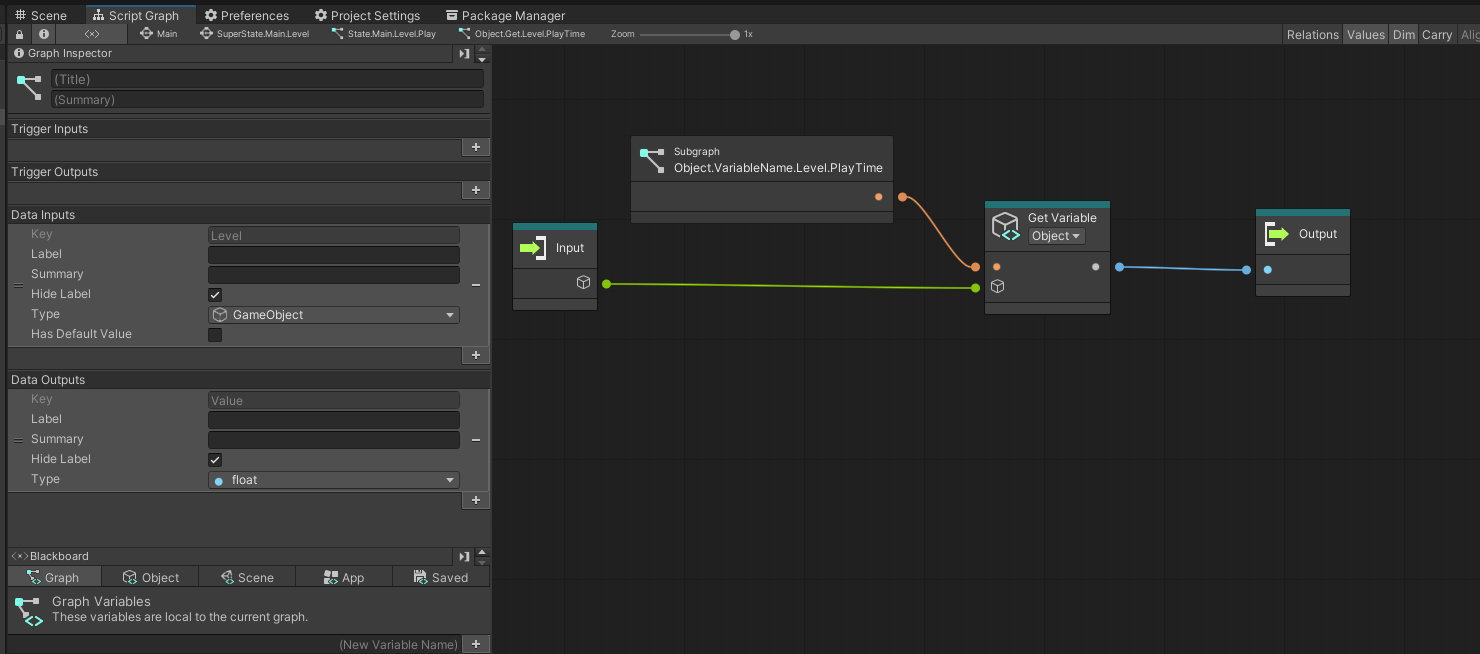 Scene
Script Graph
Preferences
Project Settings
Package Manager
Main
SuperState.Main.Level
State.Main.Level.Play
Object.Get.Level.PlayTime
Zoom
1x
Relations
Values
Dim
Carry
Alig
Graph Inspector
(Title)
(Summary)
Trigger Inputs
+
Trigger Outputs
+
Data Inputs
Key
Level
Label
Summary
Hide Label
Type
GameObject
Has Default Value
+
Data Outputs
Key
Value
Label
Summary
Hide Label
Type
float
+
<×> Blackboard
Graph
Object
Scene
App
Saved
Graph Variables
These variables are local to the current graph.
(New Variable Name)
+
Subgraph
Object.VariableName.Level.PlayTime
Input
Get Variable
Object
Output